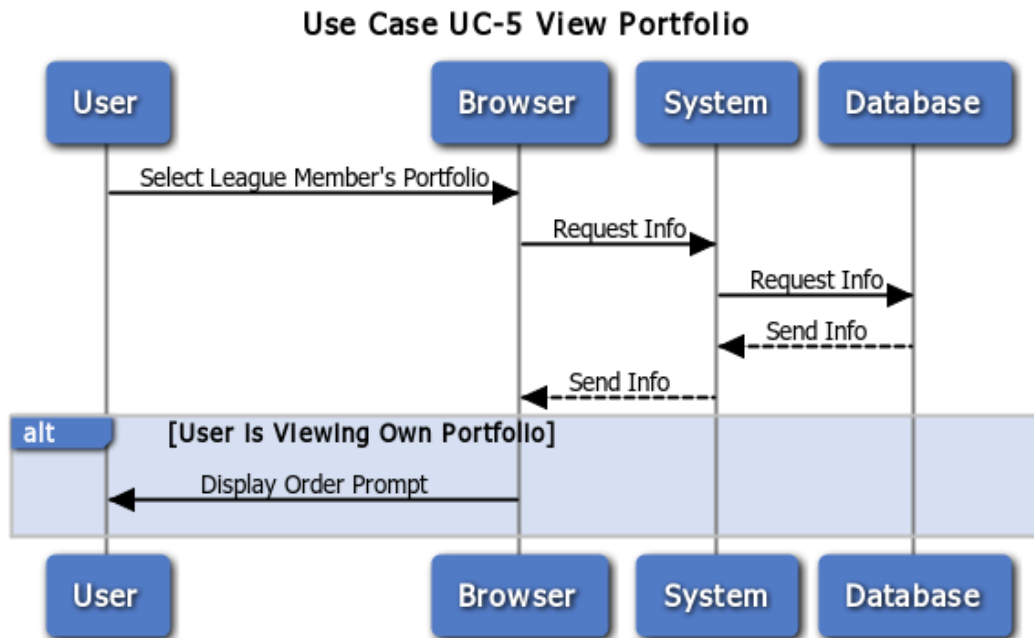 Use Case UC-5 View Portfolio
User Browser System Database
Select League Member's Portfolio
Request Info
Request Info
Send Info
Send Info
alt [User is Viewing Own Portfolio]
Display Order Prompt
User Browser System Database